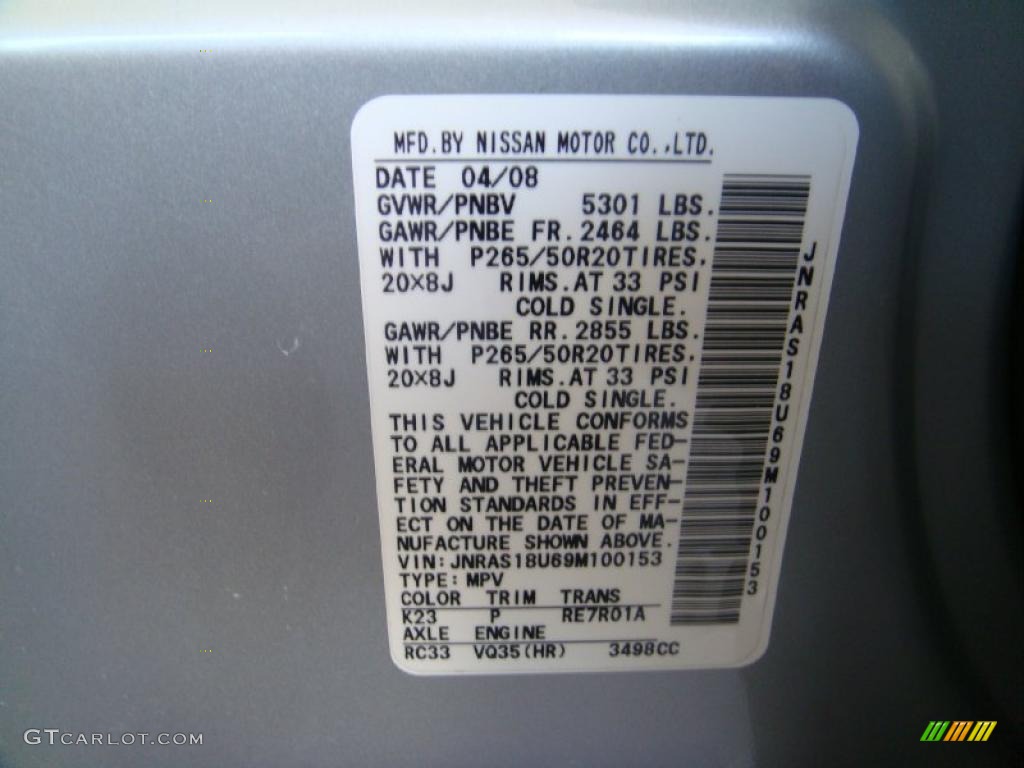 MFD.BY NISSAN MOTOR CO.,LTD.
DATE 04/08
GVWR/PNBV 5301 LBS.
GAWR/PNBE FR.2464 LBS.
WITH P265/50R20TIRES.
20×8J RIMS.AT 33 PSI
COLD SINGLE.
GAWR/PNBE RR.2855 LBS.
WITH P265/50R20TIRES.
20×8J RIMS.AT 33 PSI
COLD SINGLE.
THIS VEHICLE CONFORMS
TO ALL APPLICABLE FED-
ERAL MOTOR VEHICLE SA-
FETY AND THEFT PREVEN-
TION STANDARDS IN EFF-
ECT ON THE DATE OF MA-
NUFACTURE SHOWN ABOVE.
VIN:JNRAS18U69M100153
TYPE:MPV
COLOR TRIM TRANS
K23 P RE7R01A
AXLE ENGINE
RC33 VQ35(HR) 3498CC
JNRAS18U69M100153
GTCARLOT.COM